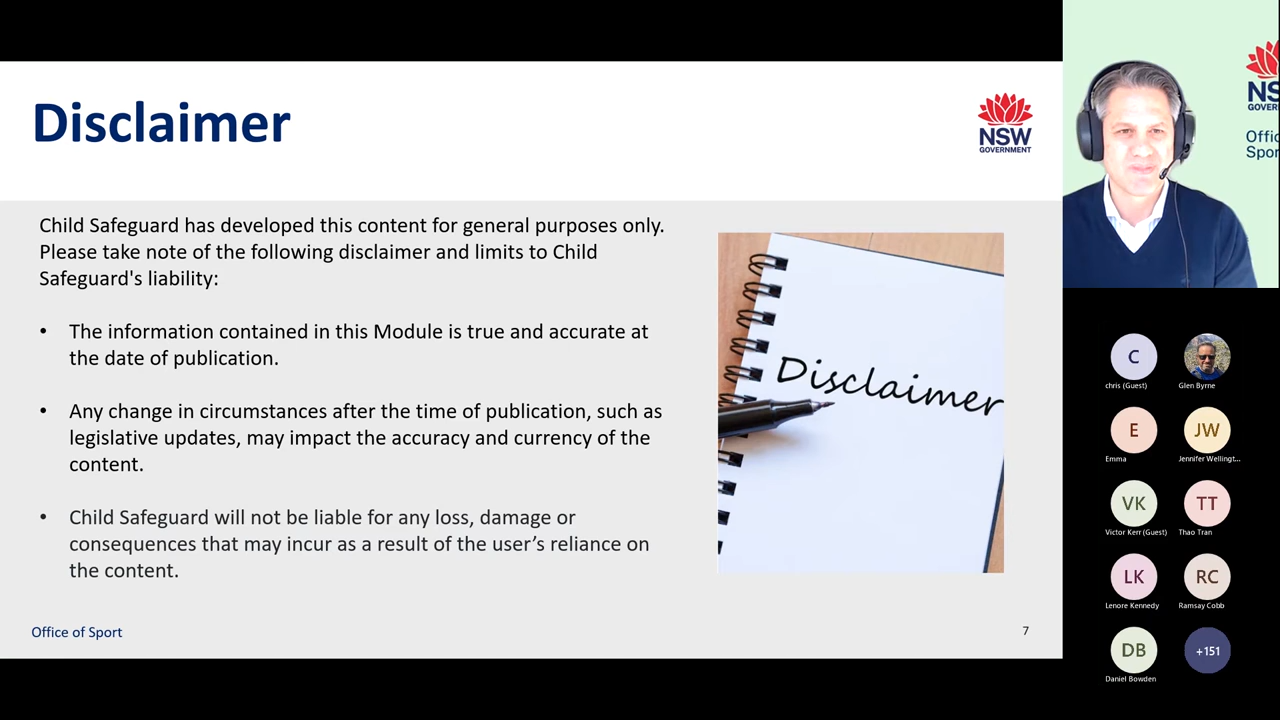 Disclaimer
NSW
GOVERNMENT
Child Safeguard has developed this content for general purposes only.
Please take note of the following disclaimer and limits to Child
Safeguard's liability:
• The information contained in this Module is true and accurate at
the date of publication.
• Any change in circumstances after the time of publication, such as
legislative updates, may impact the accuracy and currency of the
content.
• Child Safeguard will not be liable for any loss, damage or
consequences that may incur as a result of the user’s reliance on
the content.
Disclaimer
Office of Sport
7
NS
GOVER
Offic
Spor
C
chris (Guest)
Glen Byrne
E
Emma
JW
Jennifer Wellingt...
VK
Victor Kerr (Guest)
TT
Thao Tran
LK
Lenore Kennedy
RC
Ramsay Cobb
DB
Daniel Bowden
+151